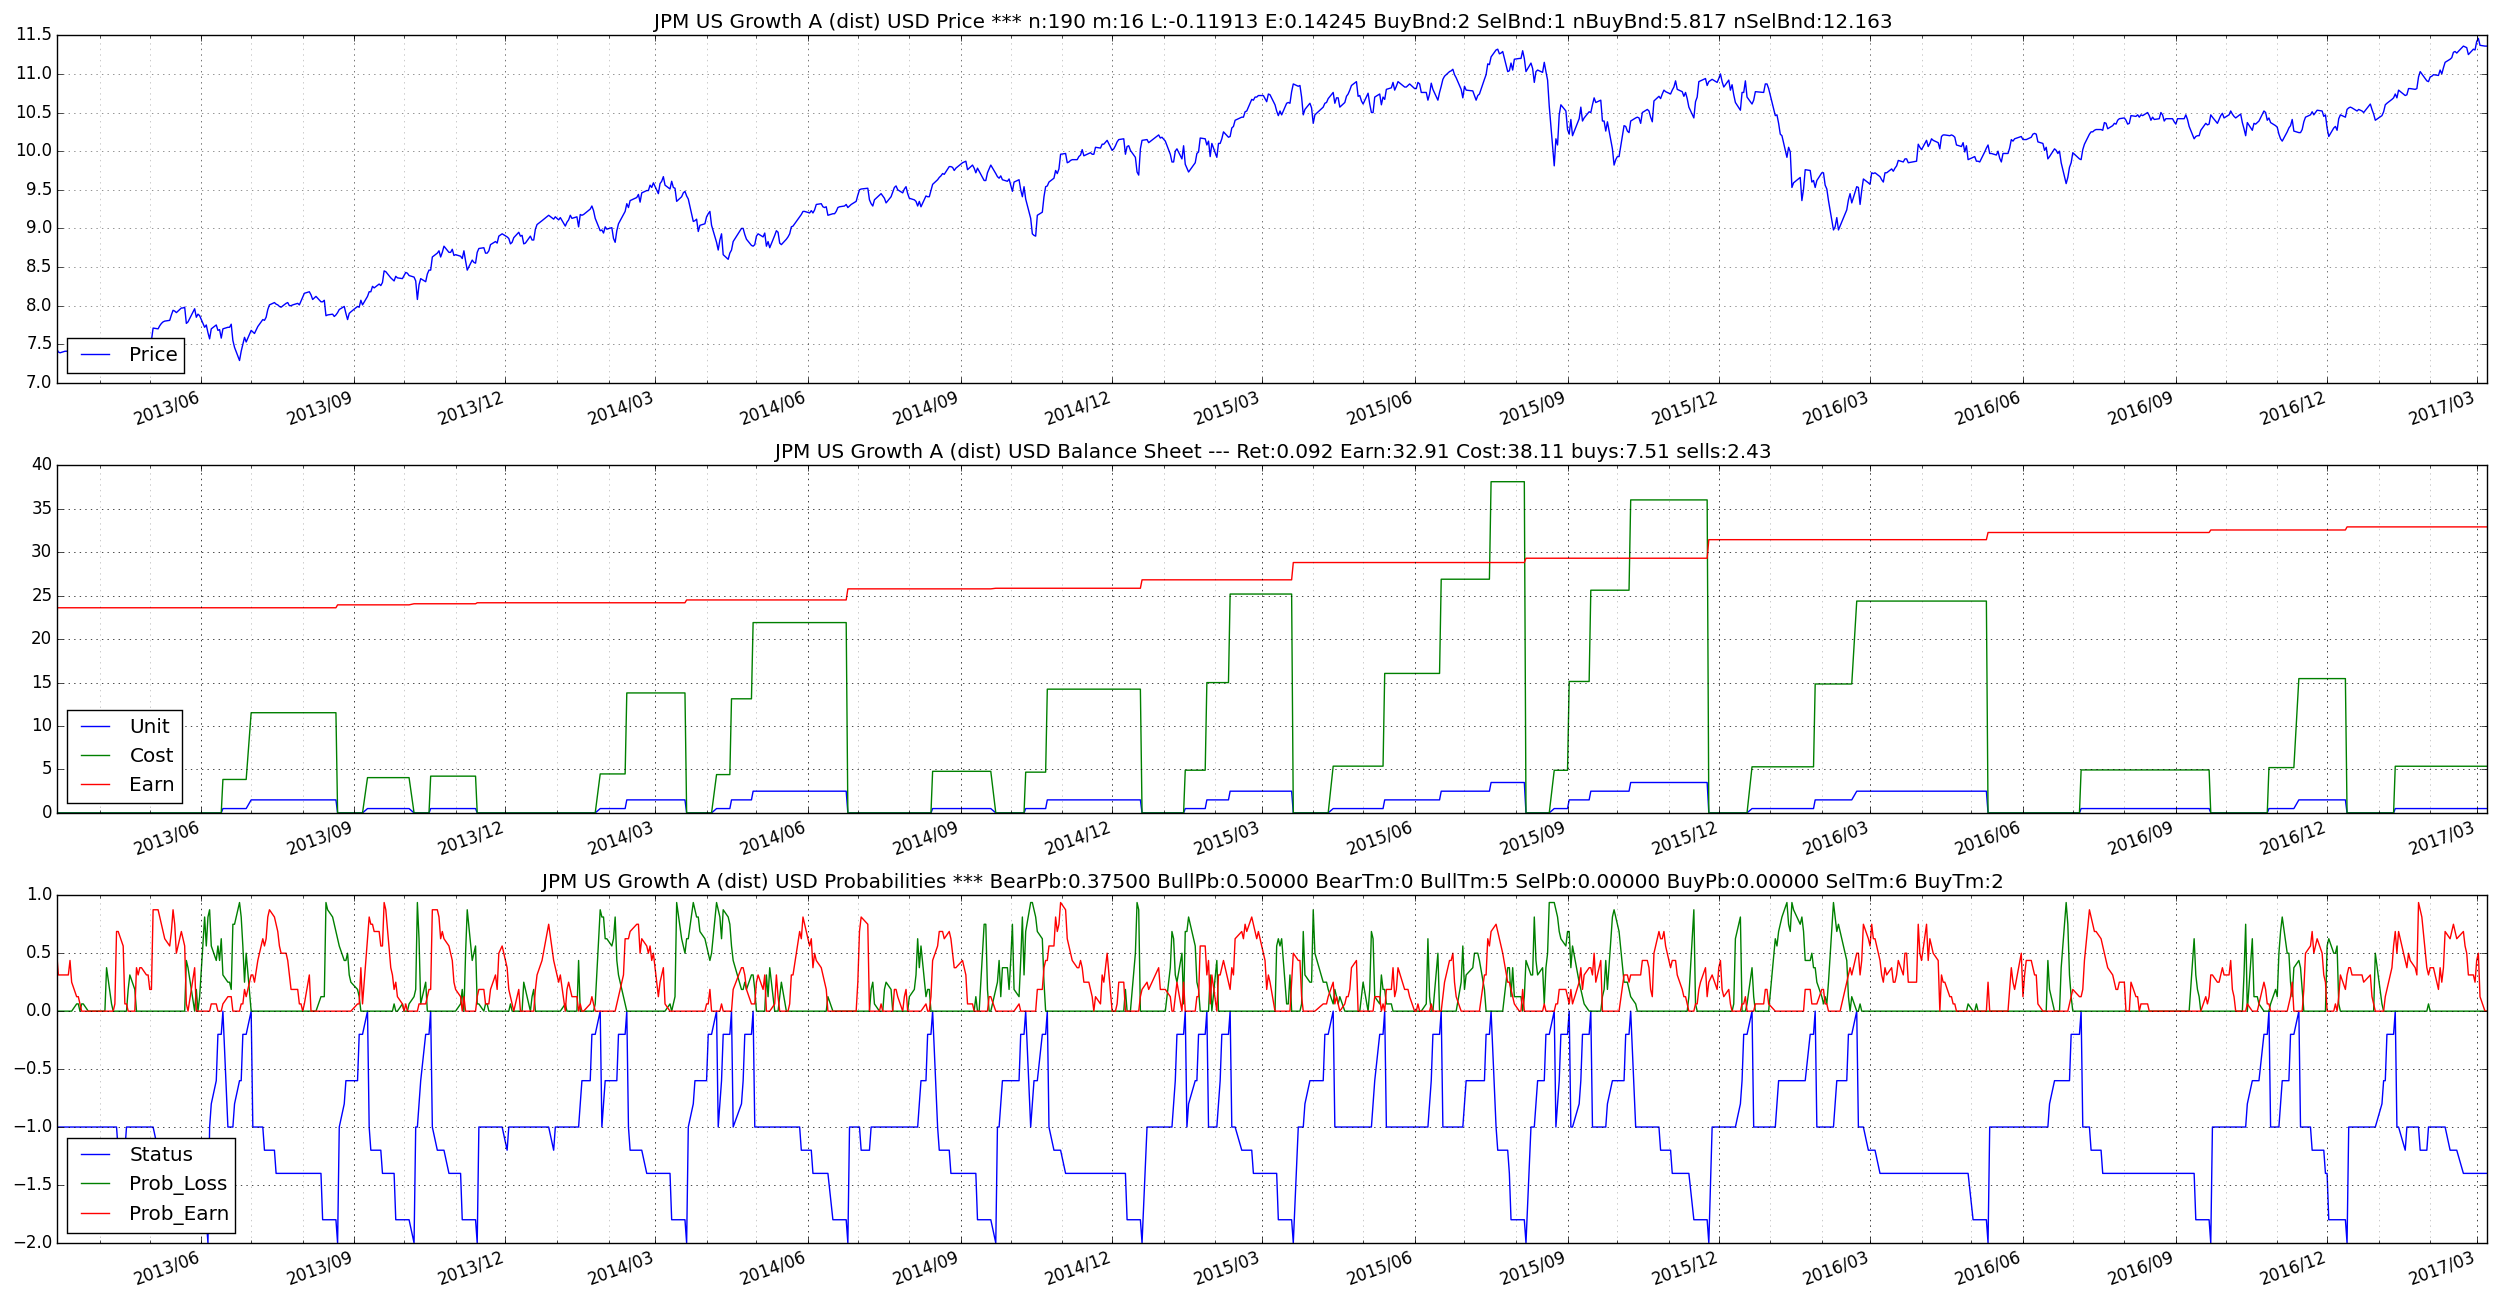 JPM US Growth A (dist) USD Price *** n:190 m:16 L:-0.11913 E:0.14245 BuyBnd:2 SelBnd:1 nBuyBnd:5.817 nSelBnd:12.163
11.5
11.0
10.5
10.0
9.5
9.0
8.5
8.0
7.5
7.0
Price
2013/06 2013/09 2013/12 2014/03 2014/06 2014/09 2014/12 2015/03 2015/06 2015/09 2015/12 2016/03 2016/06 2016/09 2016/12 2017/03
JPM US Growth A (dist) USD Balance Sheet --- Ret:0.092 Earn:32.91 Cost:38.11 buys:7.51 sells:2.43
40
35
30
25
20
15
10
5
0
Unit
Cost
Earn
2013/06 2013/09 2013/12 2014/03 2014/06 2014/09 2014/12 2015/03 2015/06 2015/09 2015/12 2016/03 2016/06 2016/09 2016/12 2017/03
JPM US Growth A (dist) USD Probabilities *** BearPb:0.37500 BullPb:0.50000 BearTm:0 BullTm:5 SelPb:0.00000 BuyPb:0.00000 SelTm:6 BuyTm:2
1.0
0.5
0.0
−0.5
−1.0
−1.5
−2.0
Status
Prob_Loss
Prob_Earn
2013/06 2013/09 2013/12 2014/03 2014/06 2014/09 2014/12 2015/03 2015/06 2015/09 2015/12 2016/03 2016/06 2016/09 2016/12 2017/03